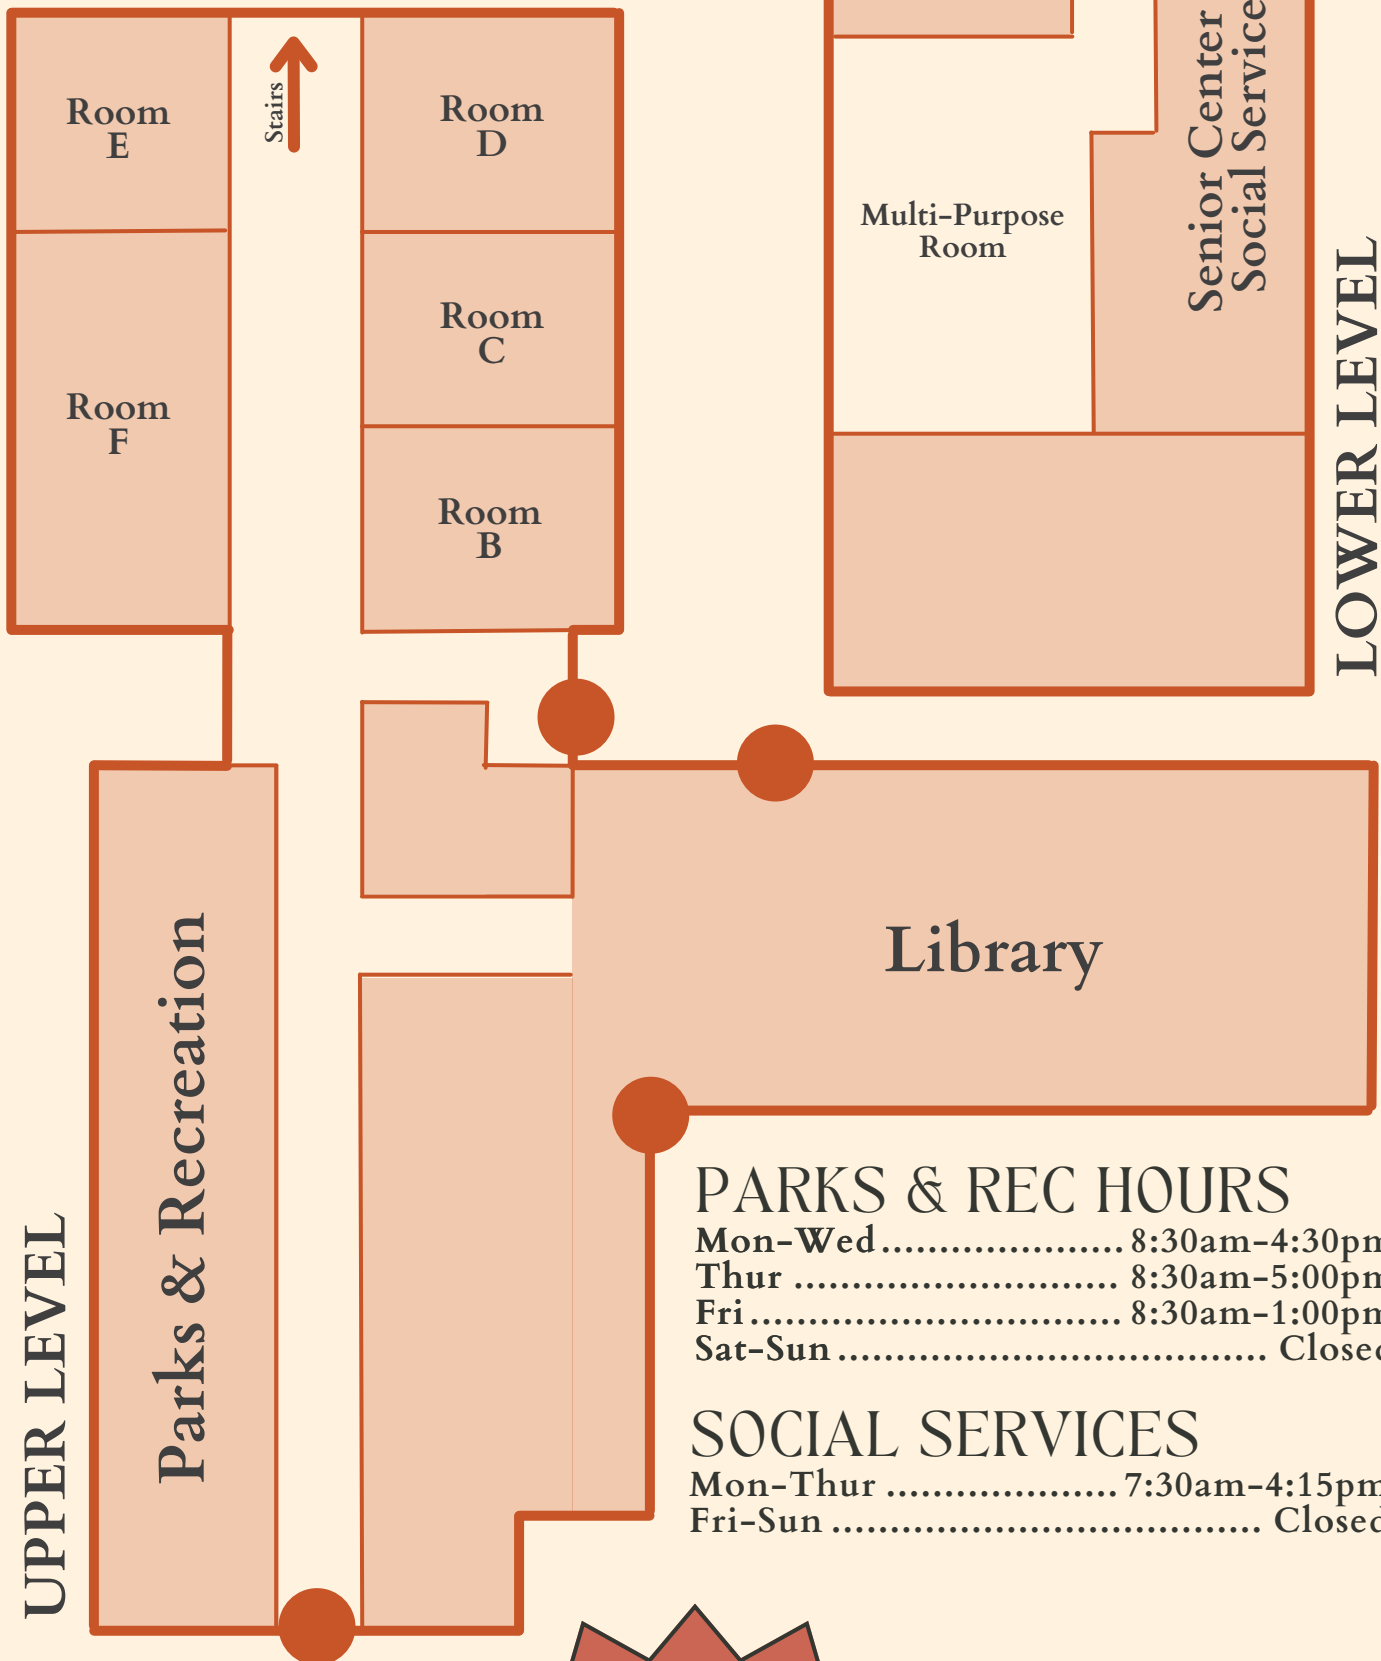 Room
E
Stairs
Room
D
Room
F
Room
C
Room
B
Multi-Purpose
Room
Senior Center
Social Service
LOWER LEVEL
Library
Parks & Recreation
UPPER LEVEL
PARKS & REC HOURS
Mon-Wed..................... 8:30am-4:30pm
Thur ............................ 8:30am-5:00pm
Fri................................ 8:30am-1:00pm
Sat-Sun..................................... Closed
SOCIAL SERVICES
Mon-Thur .................... 7:30am-4:15pm
Fri-Sun ..................................... Closed